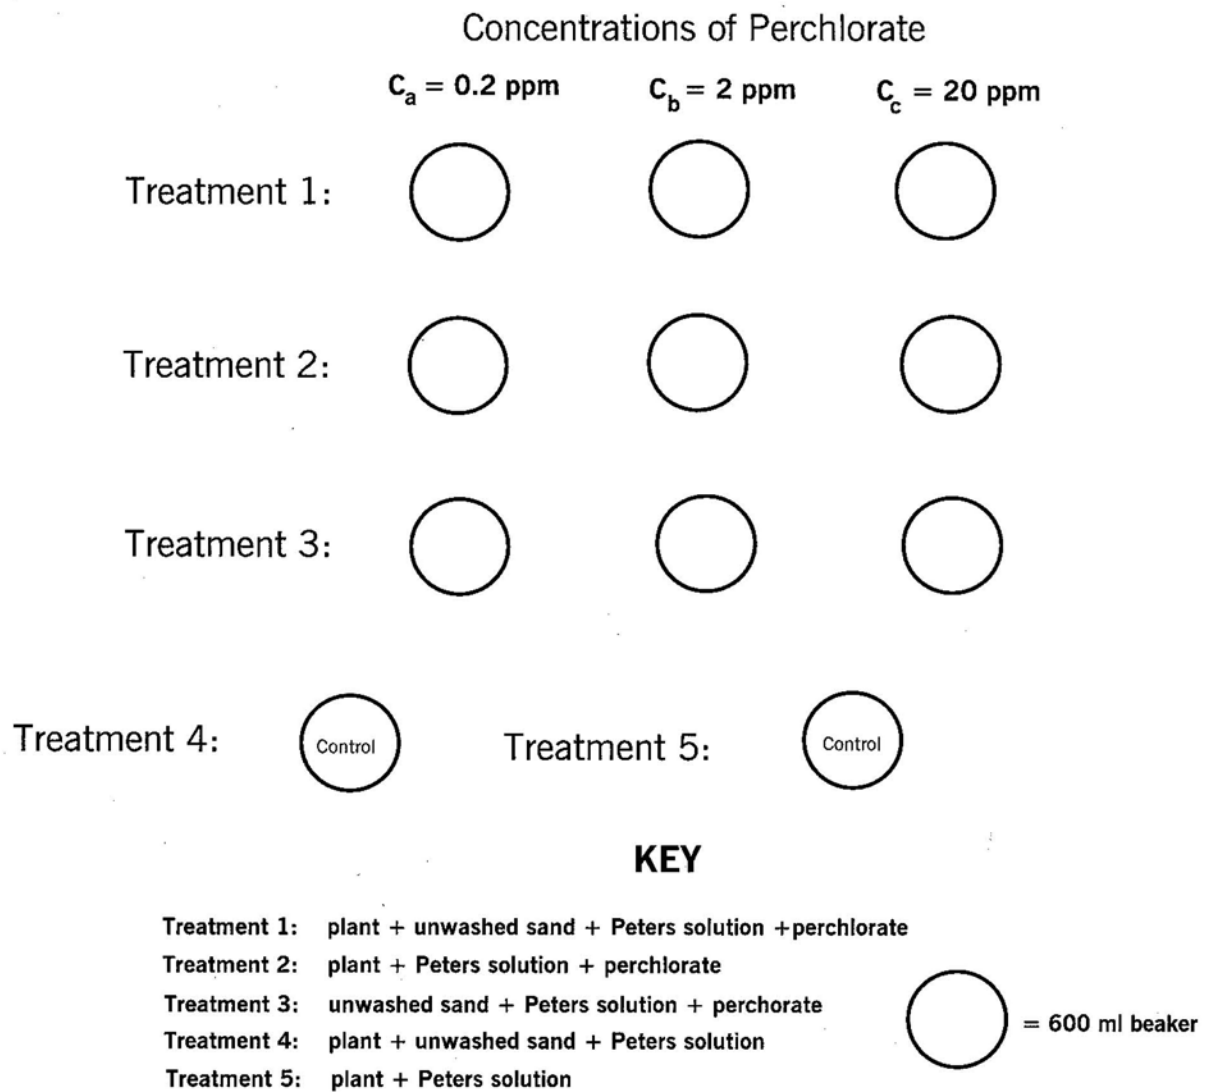 Concentrations of Perchlorate
Ca = 0.2 ppm Cb = 2 ppm Cc = 20 ppm
Treatment 1:
Treatment 2:
Treatment 3:
Treatment 4: Control Treatment 5: Control
KEY
Treatment 1: plant + unwashed sand + Peters solution +perchlorate
Treatment 2: plant + Peters solution + perchlorate
Treatment 3: unwashed sand + Peters solution + perchorate
= 600 ml beaker
Treatment 4: plant + unwashed sand + Peters solution
Treatment 5: plant + Peters solution